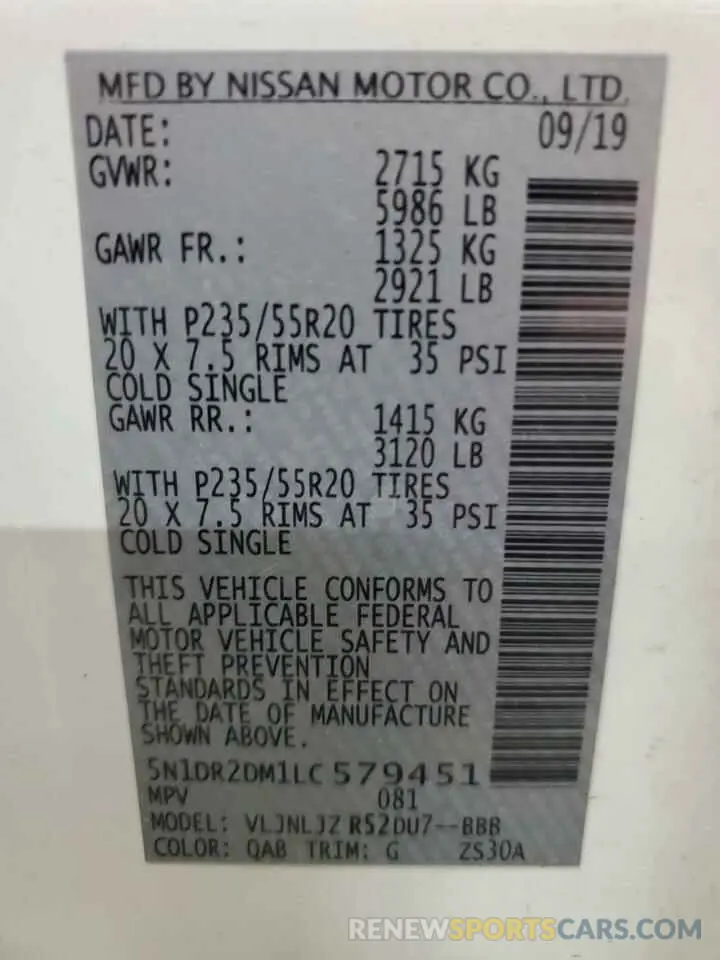 MFD BY NISSAN MOTOR CO., LTD.
DATE: 09/19
GVWR: 2715 KG
5986 LB
GAWR FR.: 1325 KG
2921 LB
WITH P235/55R20 TIRES
20 X 7.5 RIMS AT 35 PSI
COLD SINGLE
GAWR RR.: 1415 KG
3120 LB
WITH P235/55R20 TIRES
20 X 7.5 RIMS AT 35 PSI
COLD SINGLE
THIS VEHICLE CONFORMS TO
ALL APPLICABLE FEDERAL
MOTOR VEHICLE SAFETY AND
THEFT PREVENTION
STANDARDS IN EFFECT ON
THE DATE OF MANUFACTURE
SHOWN ABOVE.
5N1DR2DM1LC579451
MPV 081
MODEL: VLJNLJZ R52DU7--BBB
COLOR: QAB TRIM: G ZS30A
RENEWSPORTSCARS.COM